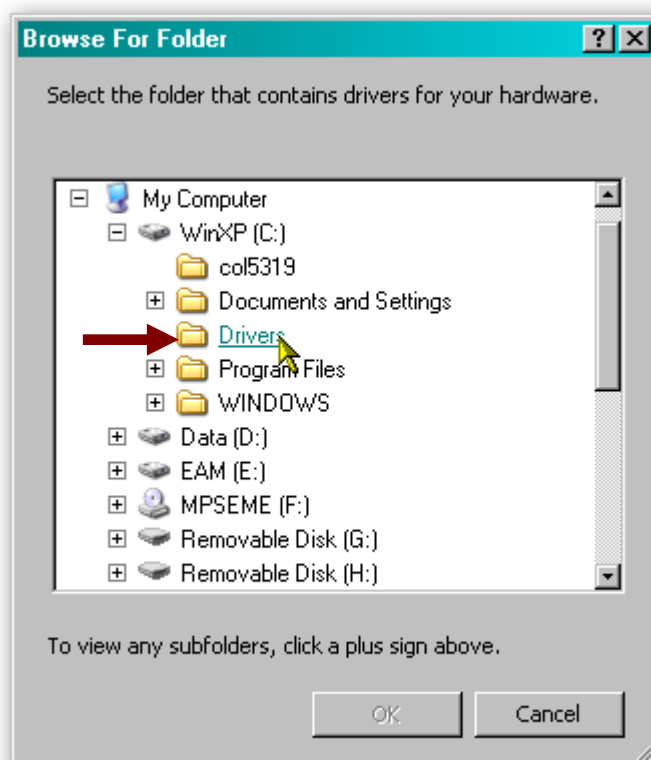 Browse For Folder
Select the folder that contains drivers for your hardware.
My Computer
WinXP (C:)
col5319
Documents and Settings
Drivers
Program Files
WINDOWS
Data (D:)
EAM (E:)
MPSEME (F:)
Removable Disk (G:)
Removable Disk (H:)
To view any subfolders, click a plus sign above.
OK Cancel